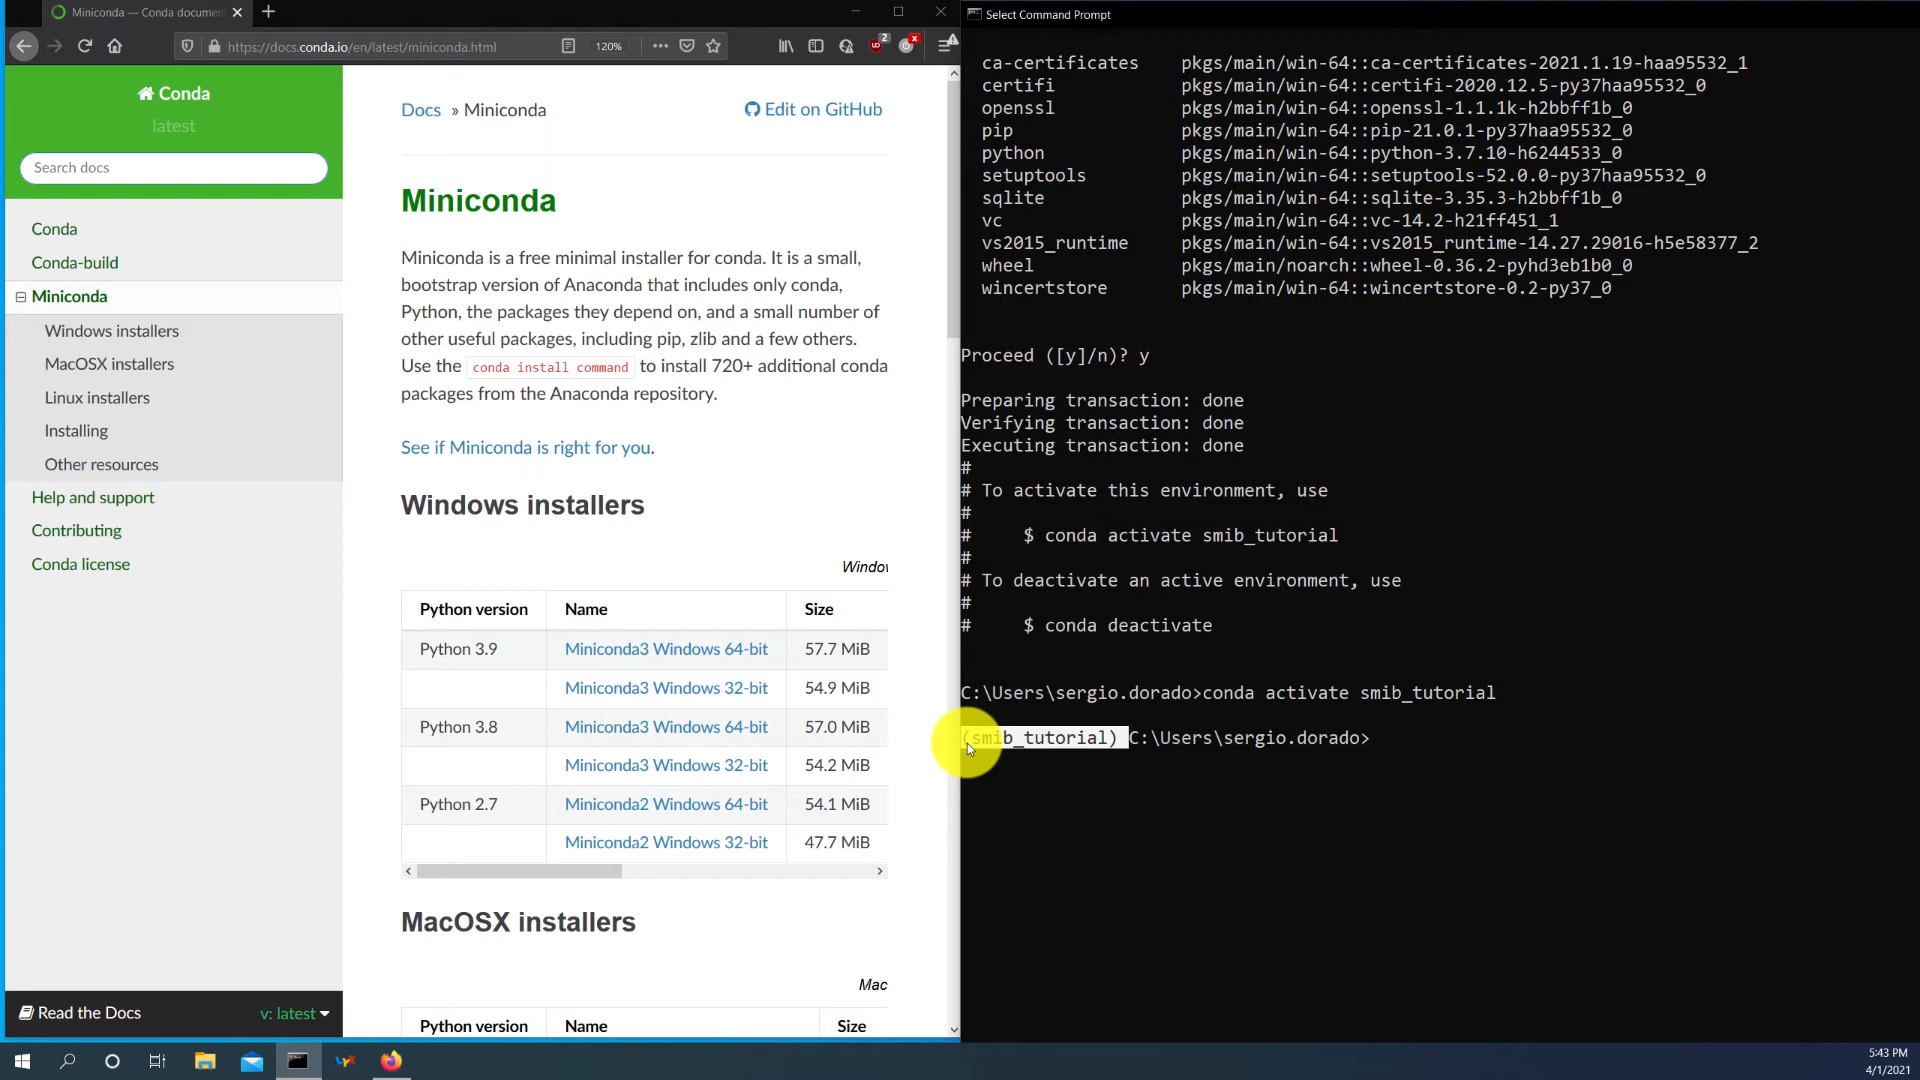 Miniconda — Conda documen
https://docs.conda.io/en/latest/miniconda.html
120%
2
Conda
latest
Search docs
Conda
Conda-build
Miniconda
Windows installers
MacOSX installers
Linux installers
Installing
Other resources
Help and support
Contributing
Conda license
Read the Docs
v: latest
Docs » Miniconda
Edit on GitHub
Miniconda
Miniconda is a free minimal installer for conda. It is a small,
bootstrap version of Anaconda that includes only conda,
Python, the packages they depend on, and a small number of
other useful packages, including pip, zlib and a few others.
Use the conda install command to install 720+ additional conda
packages from the Anaconda repository.
See if Miniconda is right for you.
Windows installers
Window
Python version Name Size
Python 3.9 Miniconda3 Windows 64-bit 57.7 MiB
Miniconda3 Windows 32-bit 54.9 MiB
Python 3.8 Miniconda3 Windows 64-bit 57.0 MiB
Miniconda3 Windows 32-bit 54.2 MiB
Python 2.7 Miniconda2 Windows 64-bit 54.1 MiB
Miniconda2 Windows 32-bit 47.7 MiB
MacOSX installers
Mac
Python version Name Size
Select Command Prompt
ca-certificates pkgs/main/win-64::ca-certificates-2021.1.19-haa95532_1
certifi pkgs/main/win-64::certifi-2020.12.5-py37haa95532_0
openssl pkgs/main/win-64::openssl-1.1.1k-h2bbff1b_0
pip pkgs/main/win-64::pip-21.0.1-py37haa95532_0
python pkgs/main/win-64::python-3.7.10-h6244533_0
setuptools pkgs/main/win-64::setuptools-52.0.0-py37haa95532_0
sqlite pkgs/main/win-64::sqlite-3.35.3-h2bbff1b_0
vc pkgs/main/win-64::vc-14.2-h21ff451_1
vs2015_runtime pkgs/main/win-64::vs2015_runtime-14.27.29016-h5e58377_2
wheel pkgs/main/noarch::wheel-0.36.2-pyhd3eb1b0_0
wincertstore pkgs/main/win-64::wincertstore-0.2-py37_0
Proceed ([y]/n)? y
Preparing transaction: done
Verifying transaction: done
Executing transaction: done
#
# To activate this environment, use
#
# $ conda activate smib_tutorial
#
# To deactivate an active environment, use
#
# $ conda deactivate
C:\Users\sergio.dorado>conda activate smib_tutorial
(smib_tutorial) C:\Users\sergio.dorado>
5:43 PM
4/1/2021